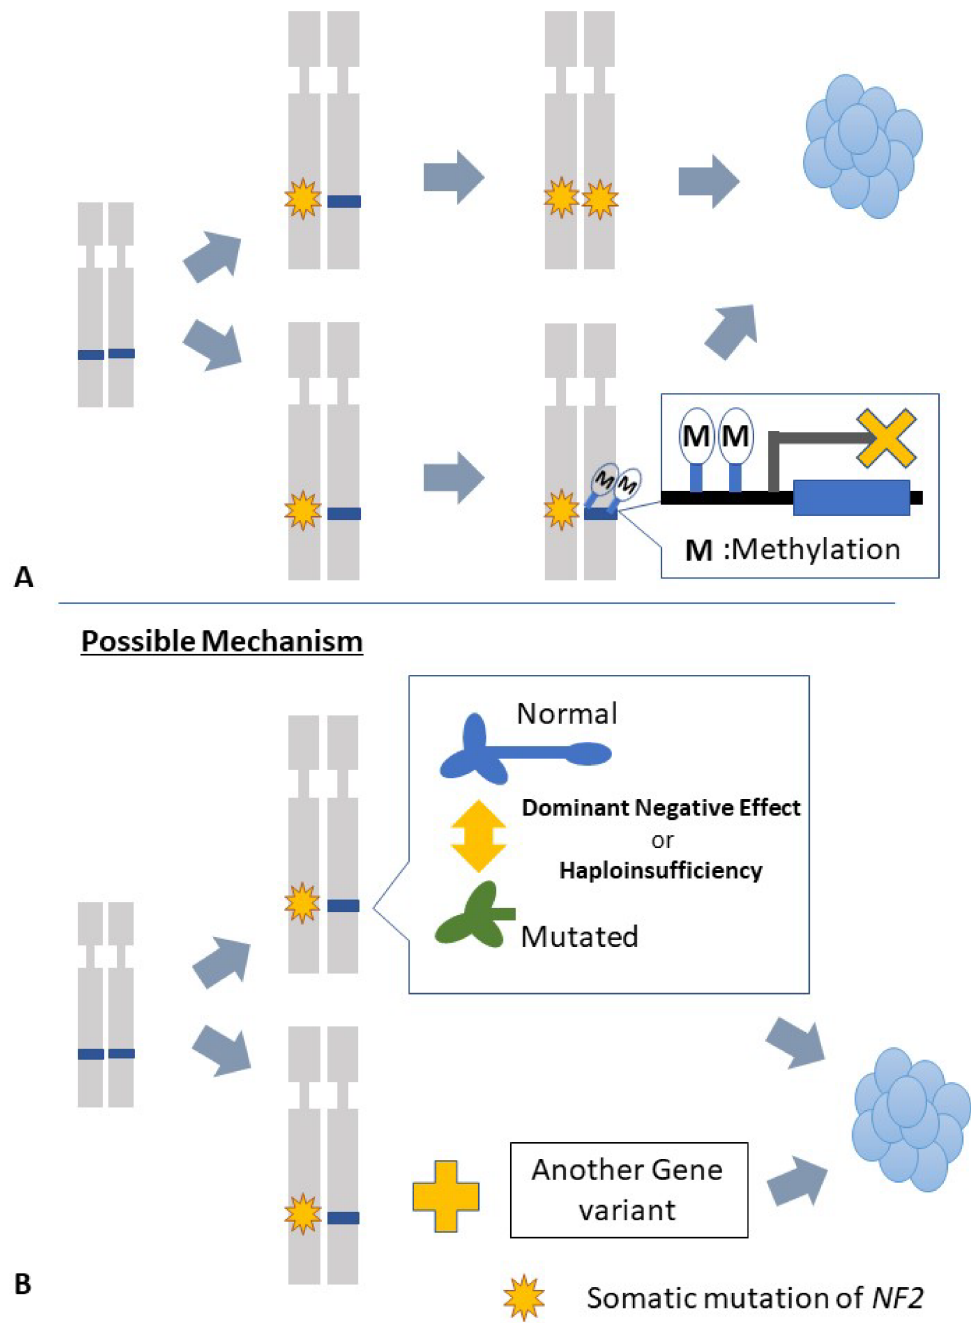 M M
M M
M :Methylation
A
Possible Mechanism
Normal
Dominant Negative Effect
or
Haploinsufficiency
Mutated
Another Gene
variant
B
Somatic mutation of NF2